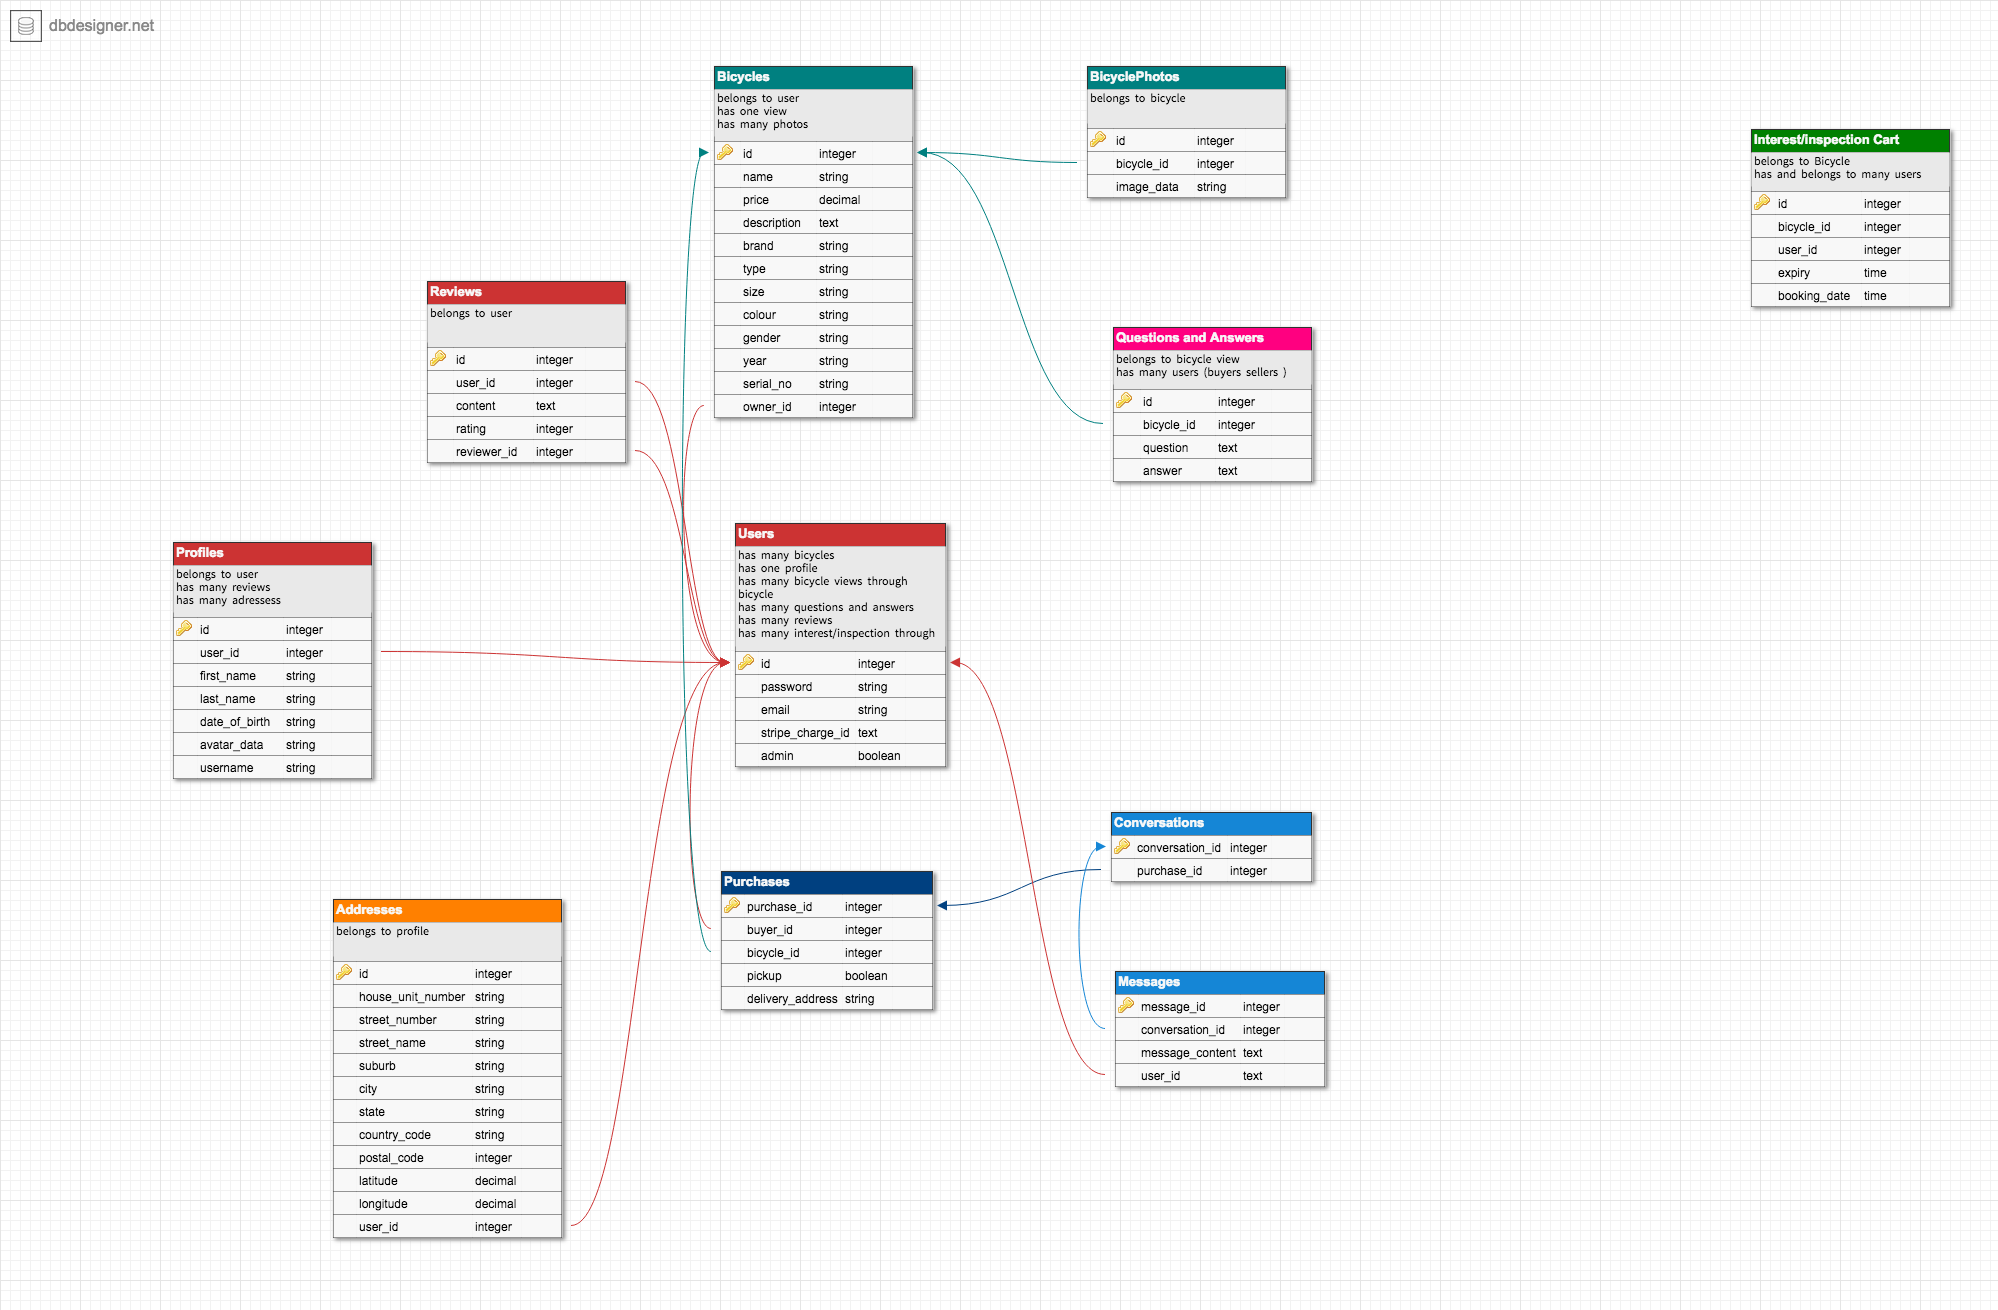 dbdesigner.net
Bicycles
belongs to user
has one view
has many photos
id integer
name string
price decimal
description text
brand string
type string
size string
colour string
gender string
year string
serial_no string
owner_id integer
BicyclePhotos
belongs to bicycle
id integer
bicycle_id integer
image_data string
Interest/inspection Cart
belongs to Bicycle
has and belongs to many users
id integer
bicycle_id integer
user_id integer
expiry time
booking_date time
Reviews
belongs to user
id integer
user_id integer
content text
rating integer
reviewer_id integer
Questions and Answers
belongs to bicycle view
has many users (buyers sellers )
id integer
bicycle_id integer
question text
answer text
Profiles
belongs to user
has many reviews
has many adressess
id integer
user_id integer
first_name string
last_name string
date_of_birth string
avatar_data string
username string
Users
has many bicycles
has one profile
has many bicycle views through
bicycle
has many questions and answers
has many reviews
has many interest/inspection through
id integer
password string
email string
stripe_charge_id text
admin boolean
Conversations
conversation_id integer
purchase_id integer
Purchases
purchase_id integer
buyer_id integer
bicycle_id integer
pickup boolean
delivery_address string
Addresses
belongs to profile
id integer
house_unit_number string
street_number string
street_name string
suburb string
city string
state string
country_code string
postal_code integer
latitude decimal
longitude decimal
user_id integer
Messages
message_id integer
conversation_id integer
message_content text
user_id text